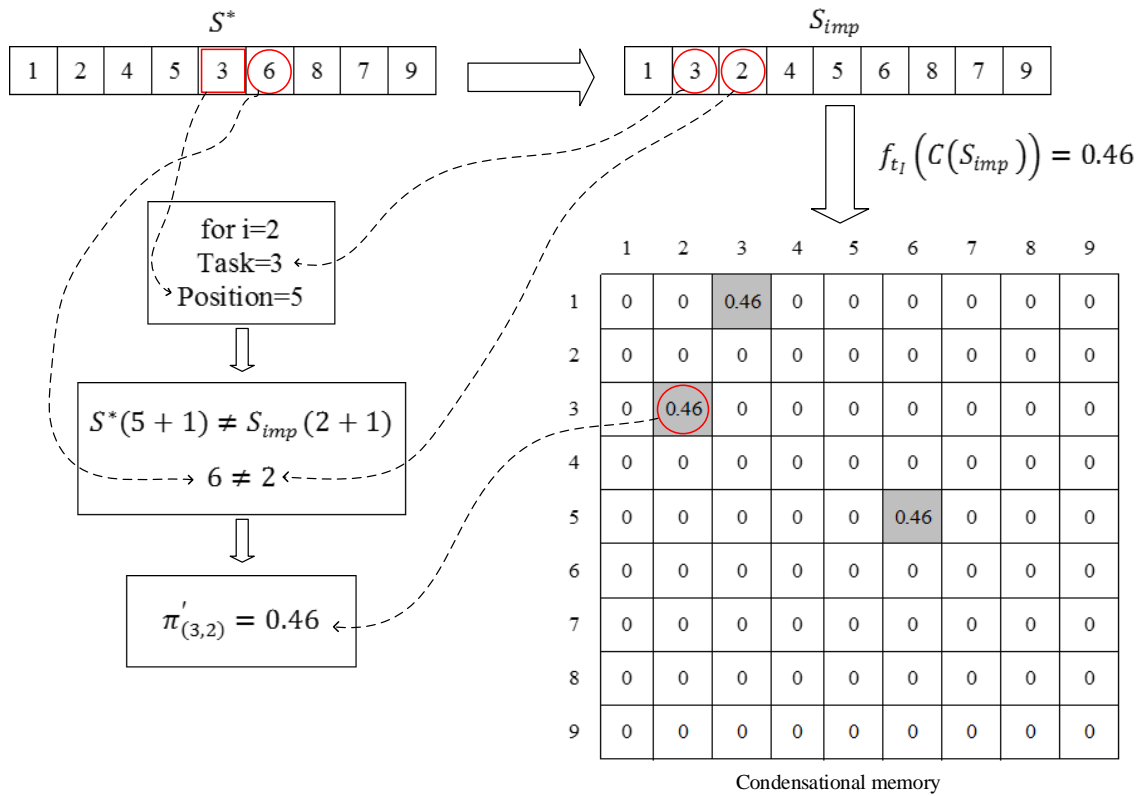 S*
1 2 4 5 3 6 8 7 9
S_imp
1 3 2 4 5 6 8 7 9
f_{t_I}(C(S_imp)) = 0.46
for i=2
Task=3
Position=5
S*(5 + 1) ≠ S_imp(2 + 1)
6 ≠ 2
π′_(3,2) = 0.46
1 2 3 4 5 6 7 8 9
1 0 0 0.46 0 0 0 0 0 0
2 0 0 0 0 0 0 0 0 0
3 0 0.46 0 0 0 0 0 0 0
4 0 0 0 0 0 0 0 0 0
5 0 0 0 0 0 0.46 0 0 0
6 0 0 0 0 0 0 0 0 0
7 0 0 0 0 0 0 0 0 0
8 0 0 0 0 0 0 0 0 0
9 0 0 0 0 0 0 0 0 0
Condensational memory